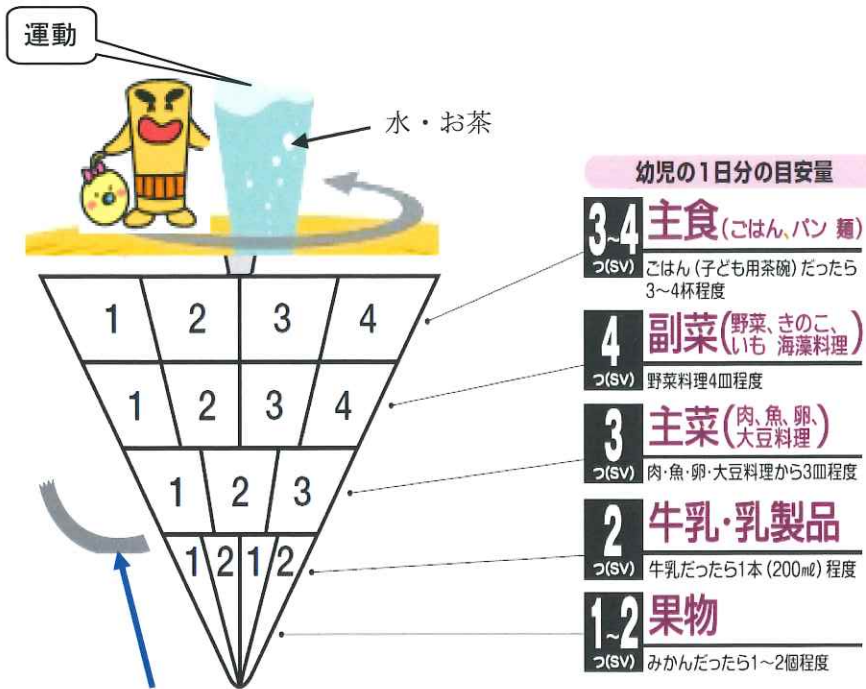 運動
水・お茶
幼児の1日分の目安量
1 2 3 4
3~4 つ(SV) 主食(ごはん、パン 麺)
ごはん(子ども用茶碗)だったら
3~4杯程度
1 2 3 4
4 つ(SV) 副菜(野菜、きのこ、
いも 海藻料理)
野菜料理4皿程度
1 2 3
3 つ(SV) 主菜(肉、魚、卵、
大豆料理)
肉・魚・卵・大豆料理から3皿程度
1 2 1 2
2 つ(SV) 牛乳・乳製品
牛乳だったら1本(200㎖)程度
1~2 つ(SV) 果物
みかんだったら1~2個程度